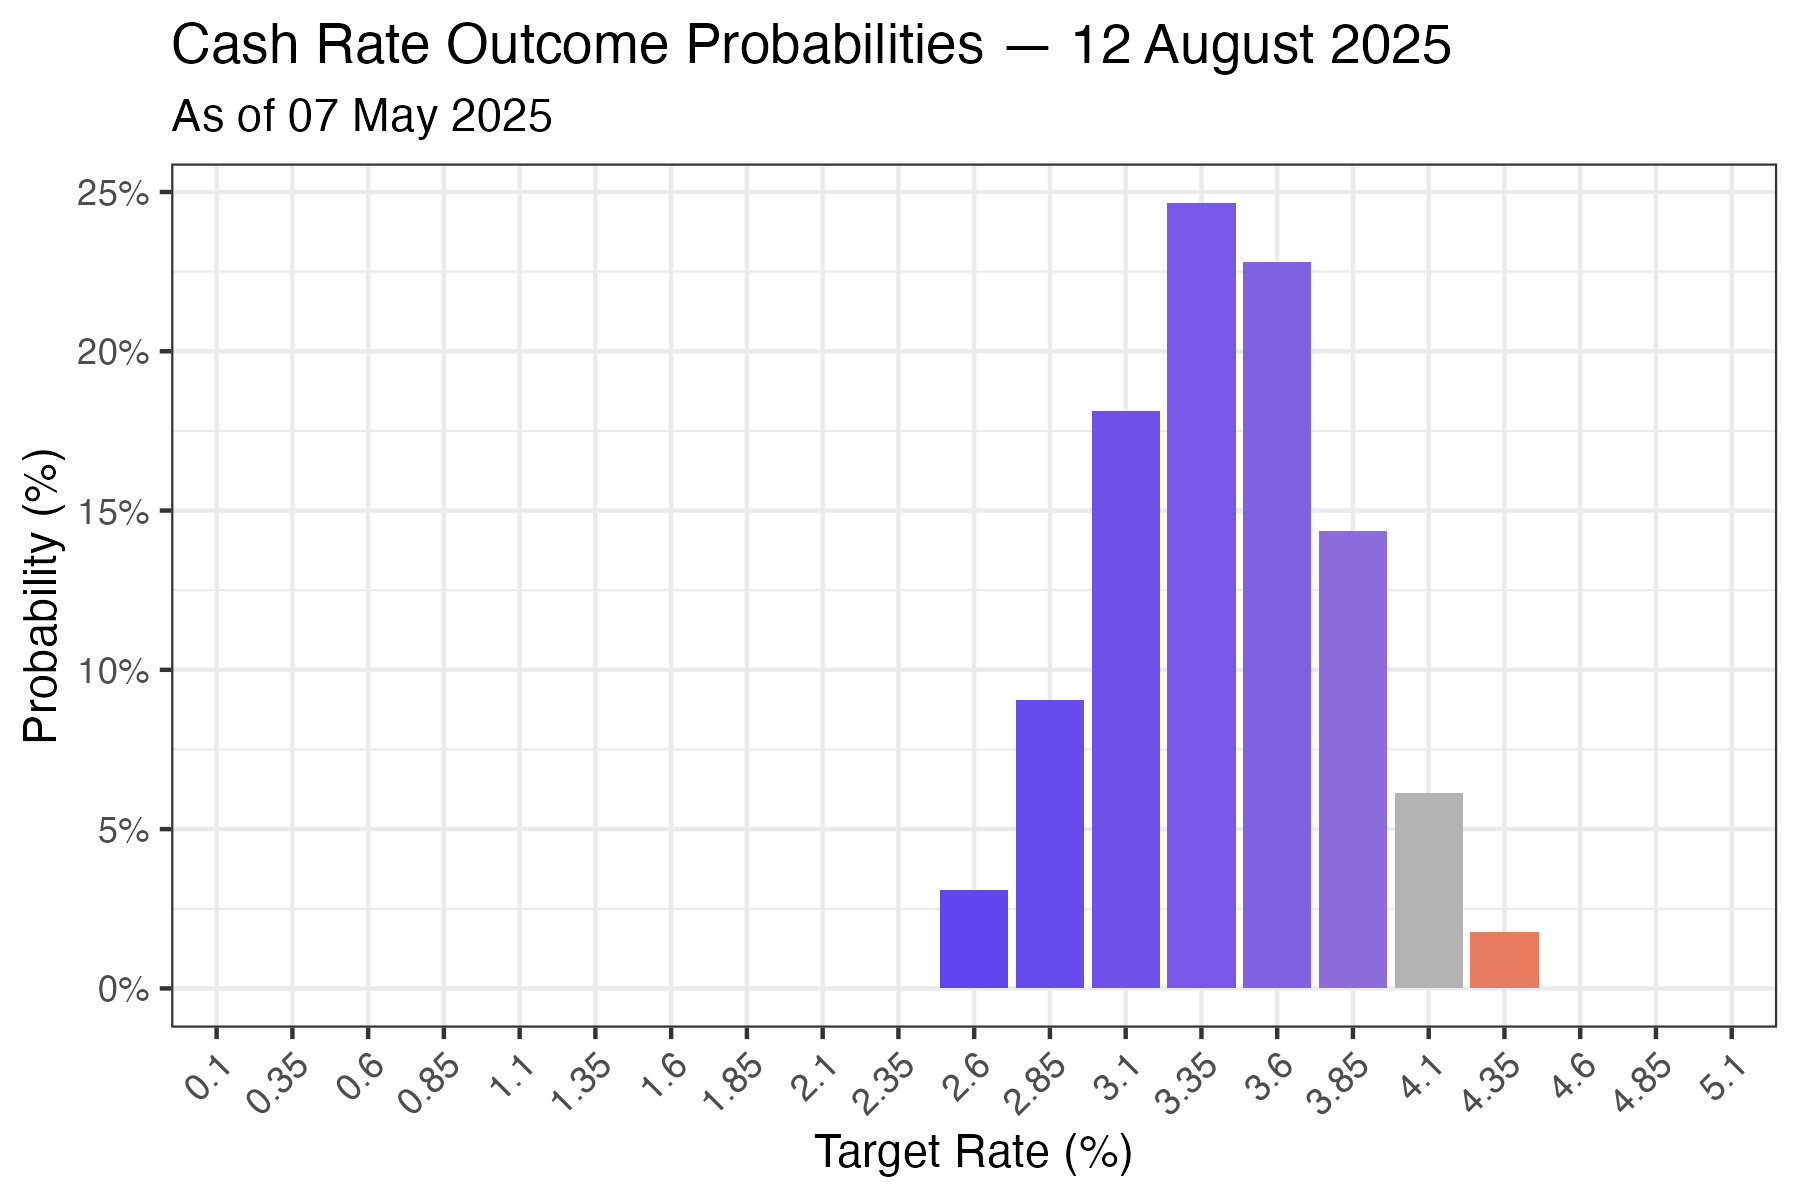 Cash Rate Outcome Probabilities — 12 August 2025
As of 07 May 2025
Probability (%)
25%
20%
15%
10%
5%
0%
0.1 0.35 0.6 0.85 1.1 1.35 1.6 1.85 2.1 2.35 2.6 2.85 3.1 3.35 3.6 3.85 4.1 4.35 4.6 4.85 5.1
Target Rate (%)